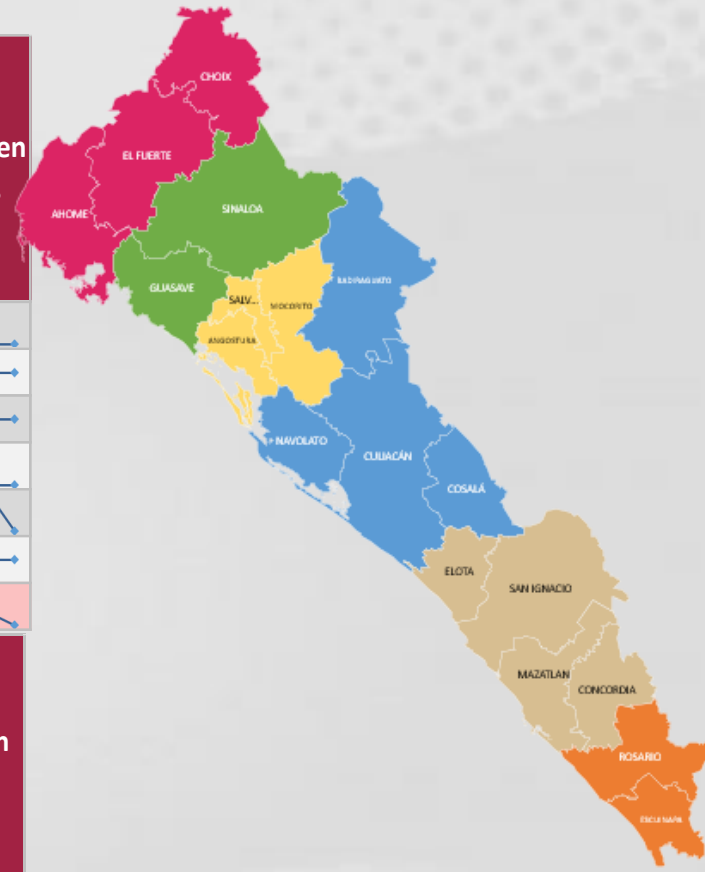 CHOIX
en
EL FUERTE
AHOME
SINALOA
BADIRAGUATO
GUASAVE
SALV...
MOCORITO
ANGOSTURA
NAVOLATO
CULIACÁN
COSALÁ
ELOTA
SAN IGNACIO
MAZATLAN
CONCORDIA
n
ROSARIO
ESCUINAPA